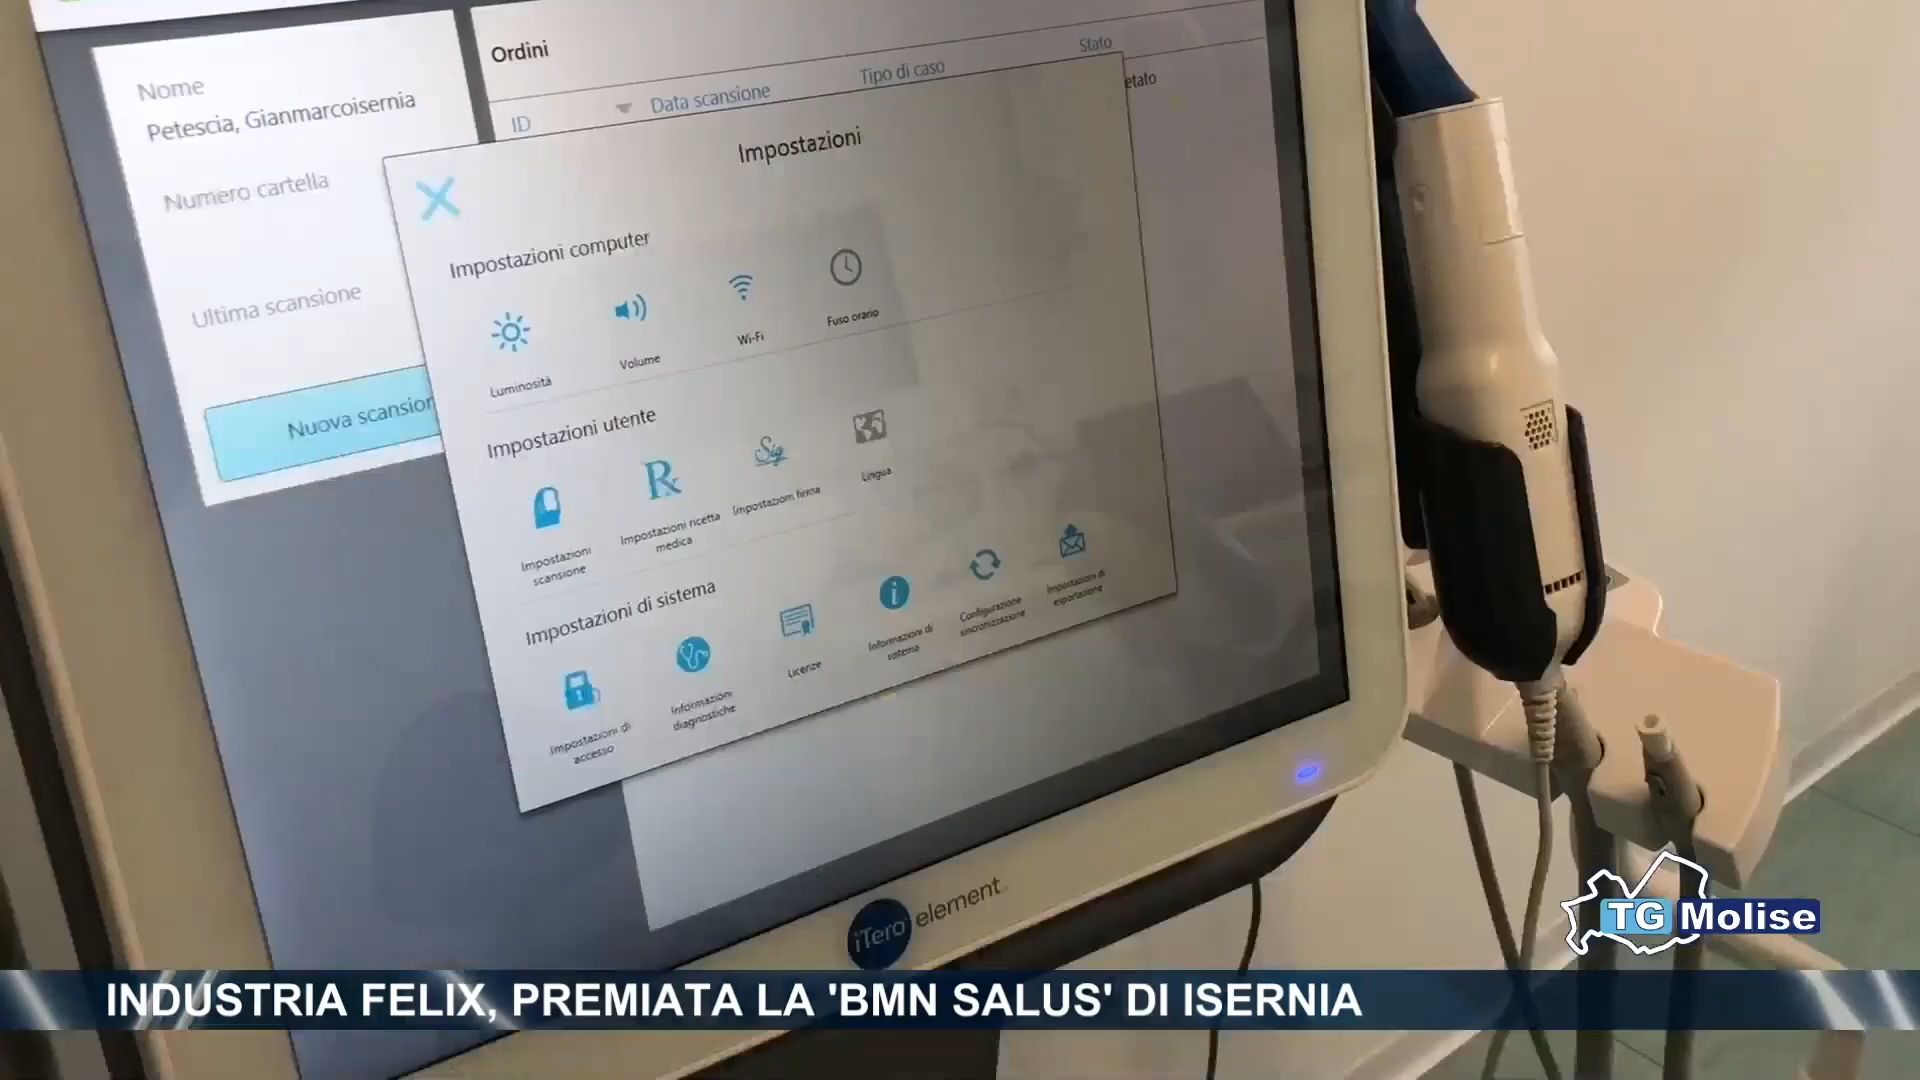 Nome
Petescia, Gianmarcoisernia
Numero cartella
Ultima scansione
Nuova scansion
Ordini
ID
Data scansione
Tipo di caso
Stato
etato
Impostazioni
Impostazioni computer
Luminosità
Volume
Wi-Fi
Fuso orario
Impostazioni utente
Impostazioni
scansione
Rx
Impostazioni ricetta
medica
Sig
Impostazioni firma
Lingua
Impostazioni di sistema
Impostazioni di
accesso
Informazioni
diagnostiche
Licenze
i
Informazioni di
sistema
Configurazione
sincronizzazione
Impostazioni di
esportazione
iTero element
TG Molise
INDUSTRIA FELIX, PREMIATA LA 'BMN SALUS' DI ISERNIA